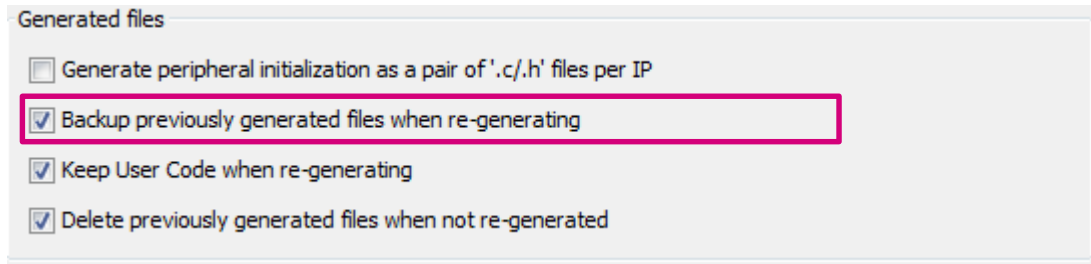 Generated files
Generate peripheral initialization as a pair of '.c/.h' files per IP
Backup previously generated files when re-generating
Keep User Code when re-generating
Delete previously generated files when not re-generated